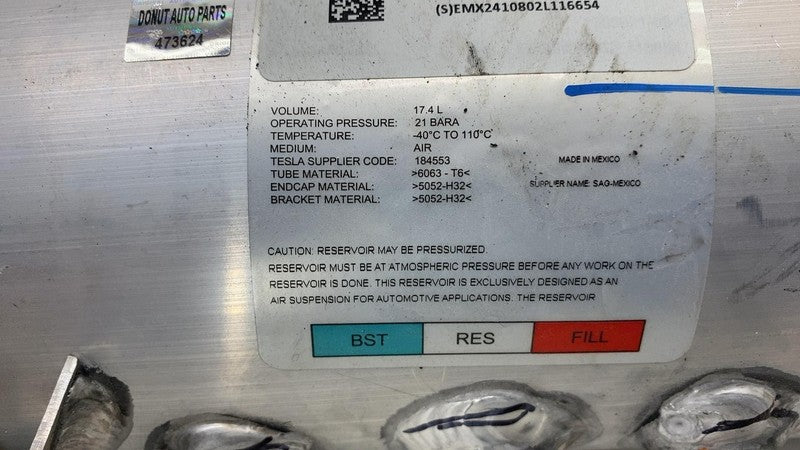 DONUT AUTO PARTS
473624
(S)EMX2410802L116654
VOLUME: 17.4 L
OPERATING PRESSURE: 21 BARA
TEMPERATURE: -40°C TO 110°C
MEDIUM: AIR
TESLA SUPPLIER CODE: 184553
TUBE MATERIAL: >6063 - T6<
ENDCAP MATERIAL: >5052-H32<
BRACKET MATERIAL: >5052-H32<
MADE IN MEXICO
SUPPLIER NAME: SAG-MEXICO
CAUTION: RESERVOIR MAY BE PRESSURIZED
RESERVOIR MUST BE AT ATMOSPHERIC PRESSURE BEFORE ANY WORK ON THE
RESERVOIR IS DONE. THIS RESERVOIR IS EXCLUSIVELY DESIGNED AS AN
AIR SUSPENSION FOR AUTOMOTIVE APPLICATIONS. THE RESERVOIR
BST RES FILL